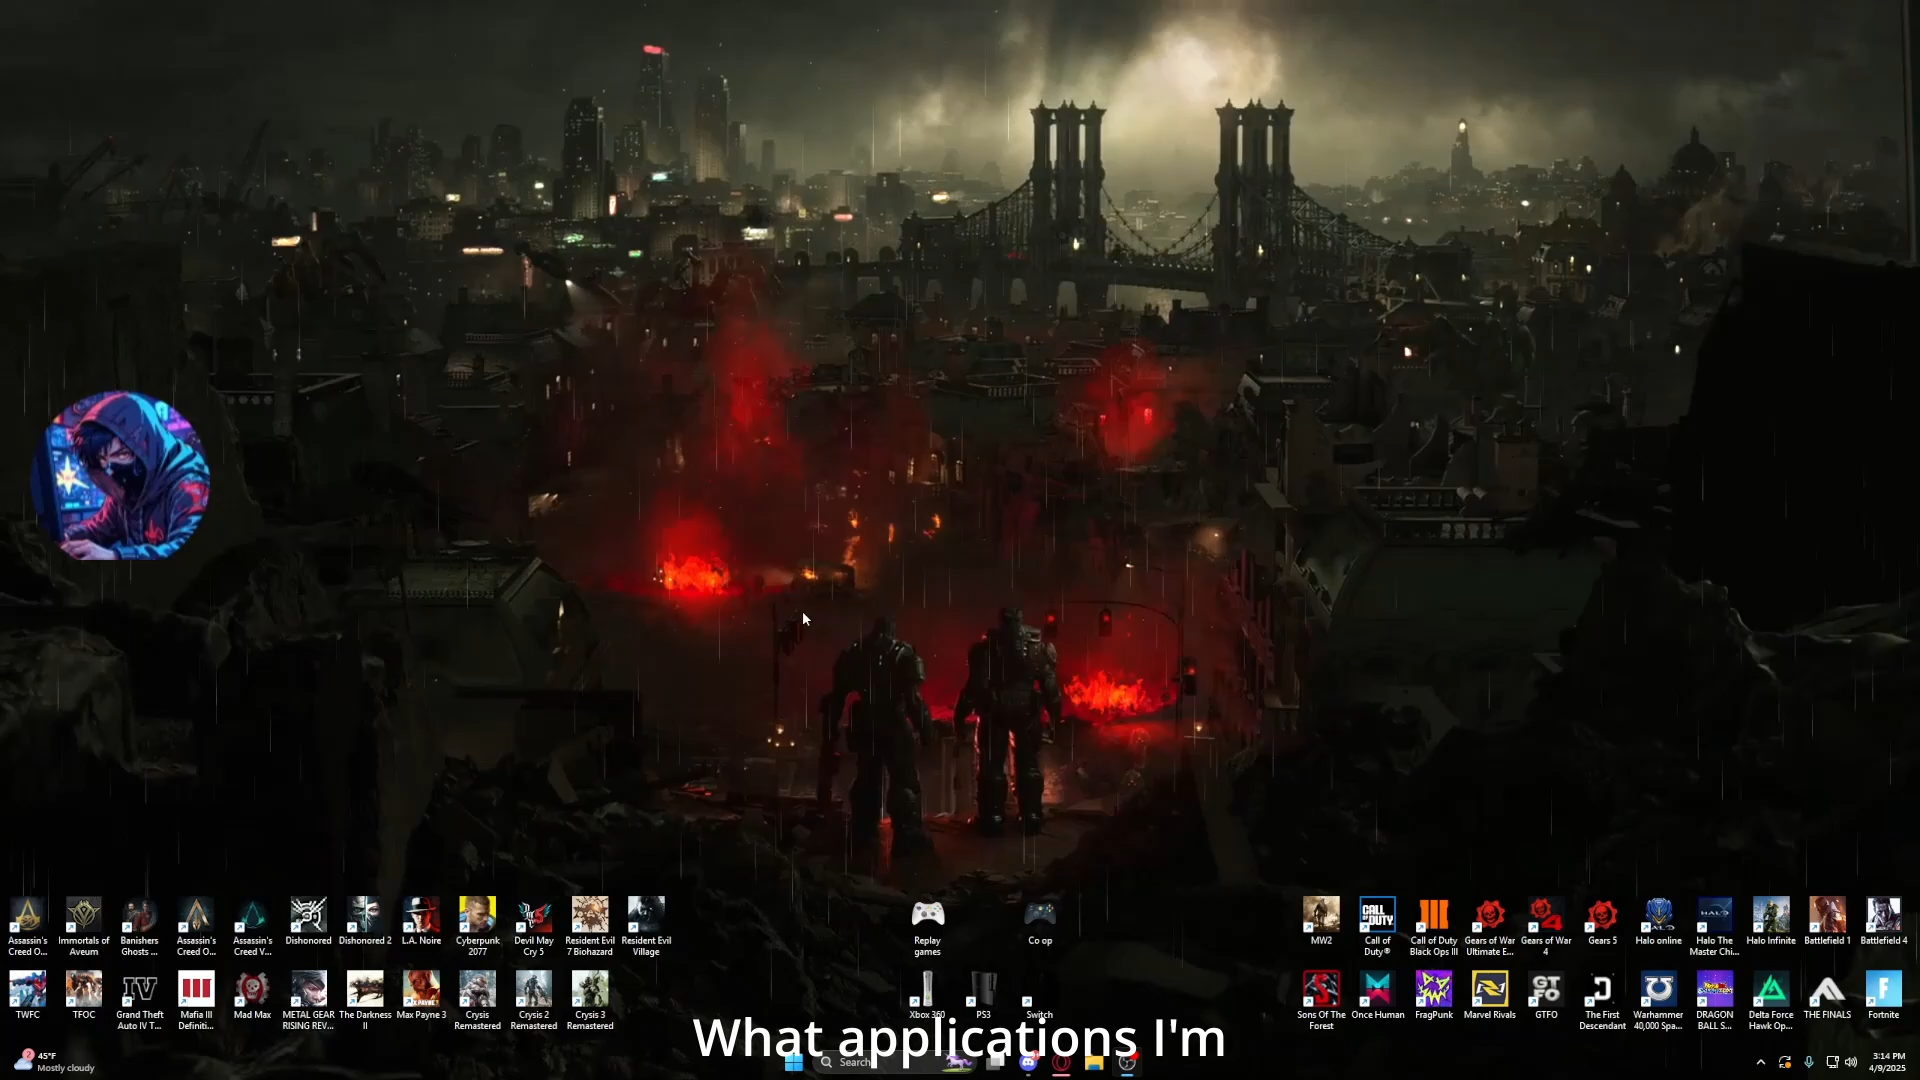 Assassin's Creed O...
Immortals of Aveum
Banishers Ghosts ...
Assassin's Creed O...
Assassin's Creed V...
Dishonored
Dishonored 2
L.A. Noire
Cyberpunk 2077
Devil May Cry 5
Resident Evil 7 Biohazard
Resident Evil Village
Replay games
Co op
MW2
CALL OF DUTY
Call of Duty®
Call of Duty Black Ops III
Gears of War Ultimate E...
Gears of War 4
Gears 5
Halo online
HALO
Halo The Master Chi...
Halo Infinite
Battlefield 1
Battlefield 4
TWFC
TFOC
IV
Grand Theft Auto IV T...
Mafia III Definiti...
Mad Max
METAL GEAR RISING REV...
The Darkness II
Max Payne 3
Crysis Remastered
Crysis 2 Remastered
Crysis 3 Remastered
Xbox 360
PS3
Switch
Sons Of The Forest
Once Human
FragPunk
Marvel Rivals
GTFO
GTFO
The First Descendant
Warhammer 40,000 Spa...
DRAGON BALL S...
Delta Force Hawk Op...
THE FINALS
Fortnite
What applications I'm
45°F
Mostly cloudy
Search
3:14 PM
4/9/2025